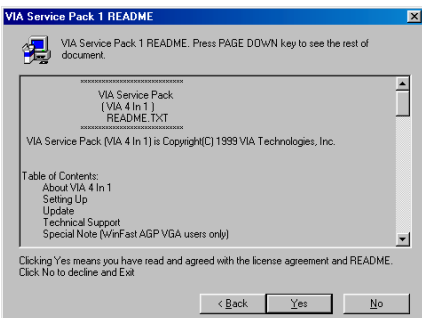 VIA Service Pack 1 README
VIA Service Pack 1 README. Press PAGE DOWN key to see the rest of
document.
xxxxxxxxxxxxxxxxxxxxxxxxxxxxx
VIA Service Pack
( VIA 4 In 1 )
README.TXT
xxxxxxxxxxxxxxxxxxxxxxxxxxxxx
VIA Service Pack (VIA 4 In 1) is Copyright(C) 1999 VIA Technologies, Inc.
Table of Contents:
About VIA 4 In 1
Setting Up
Update
Technical Support
Special Note (WinFast AGP VGA users only)
Clicking Yes means you have read and agreed with the license agreement and README.
Click No to decline and Exit
< Back
Yes
No